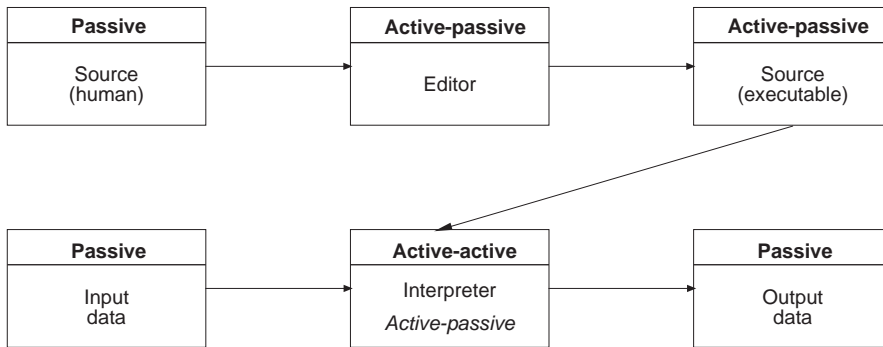 Passive
Source
(human)
Active-passive
Editor
Active-passive
Source
(executable)
Passive
Input
data
Active-active
Interpreter
Active-passive
Passive
Output
data